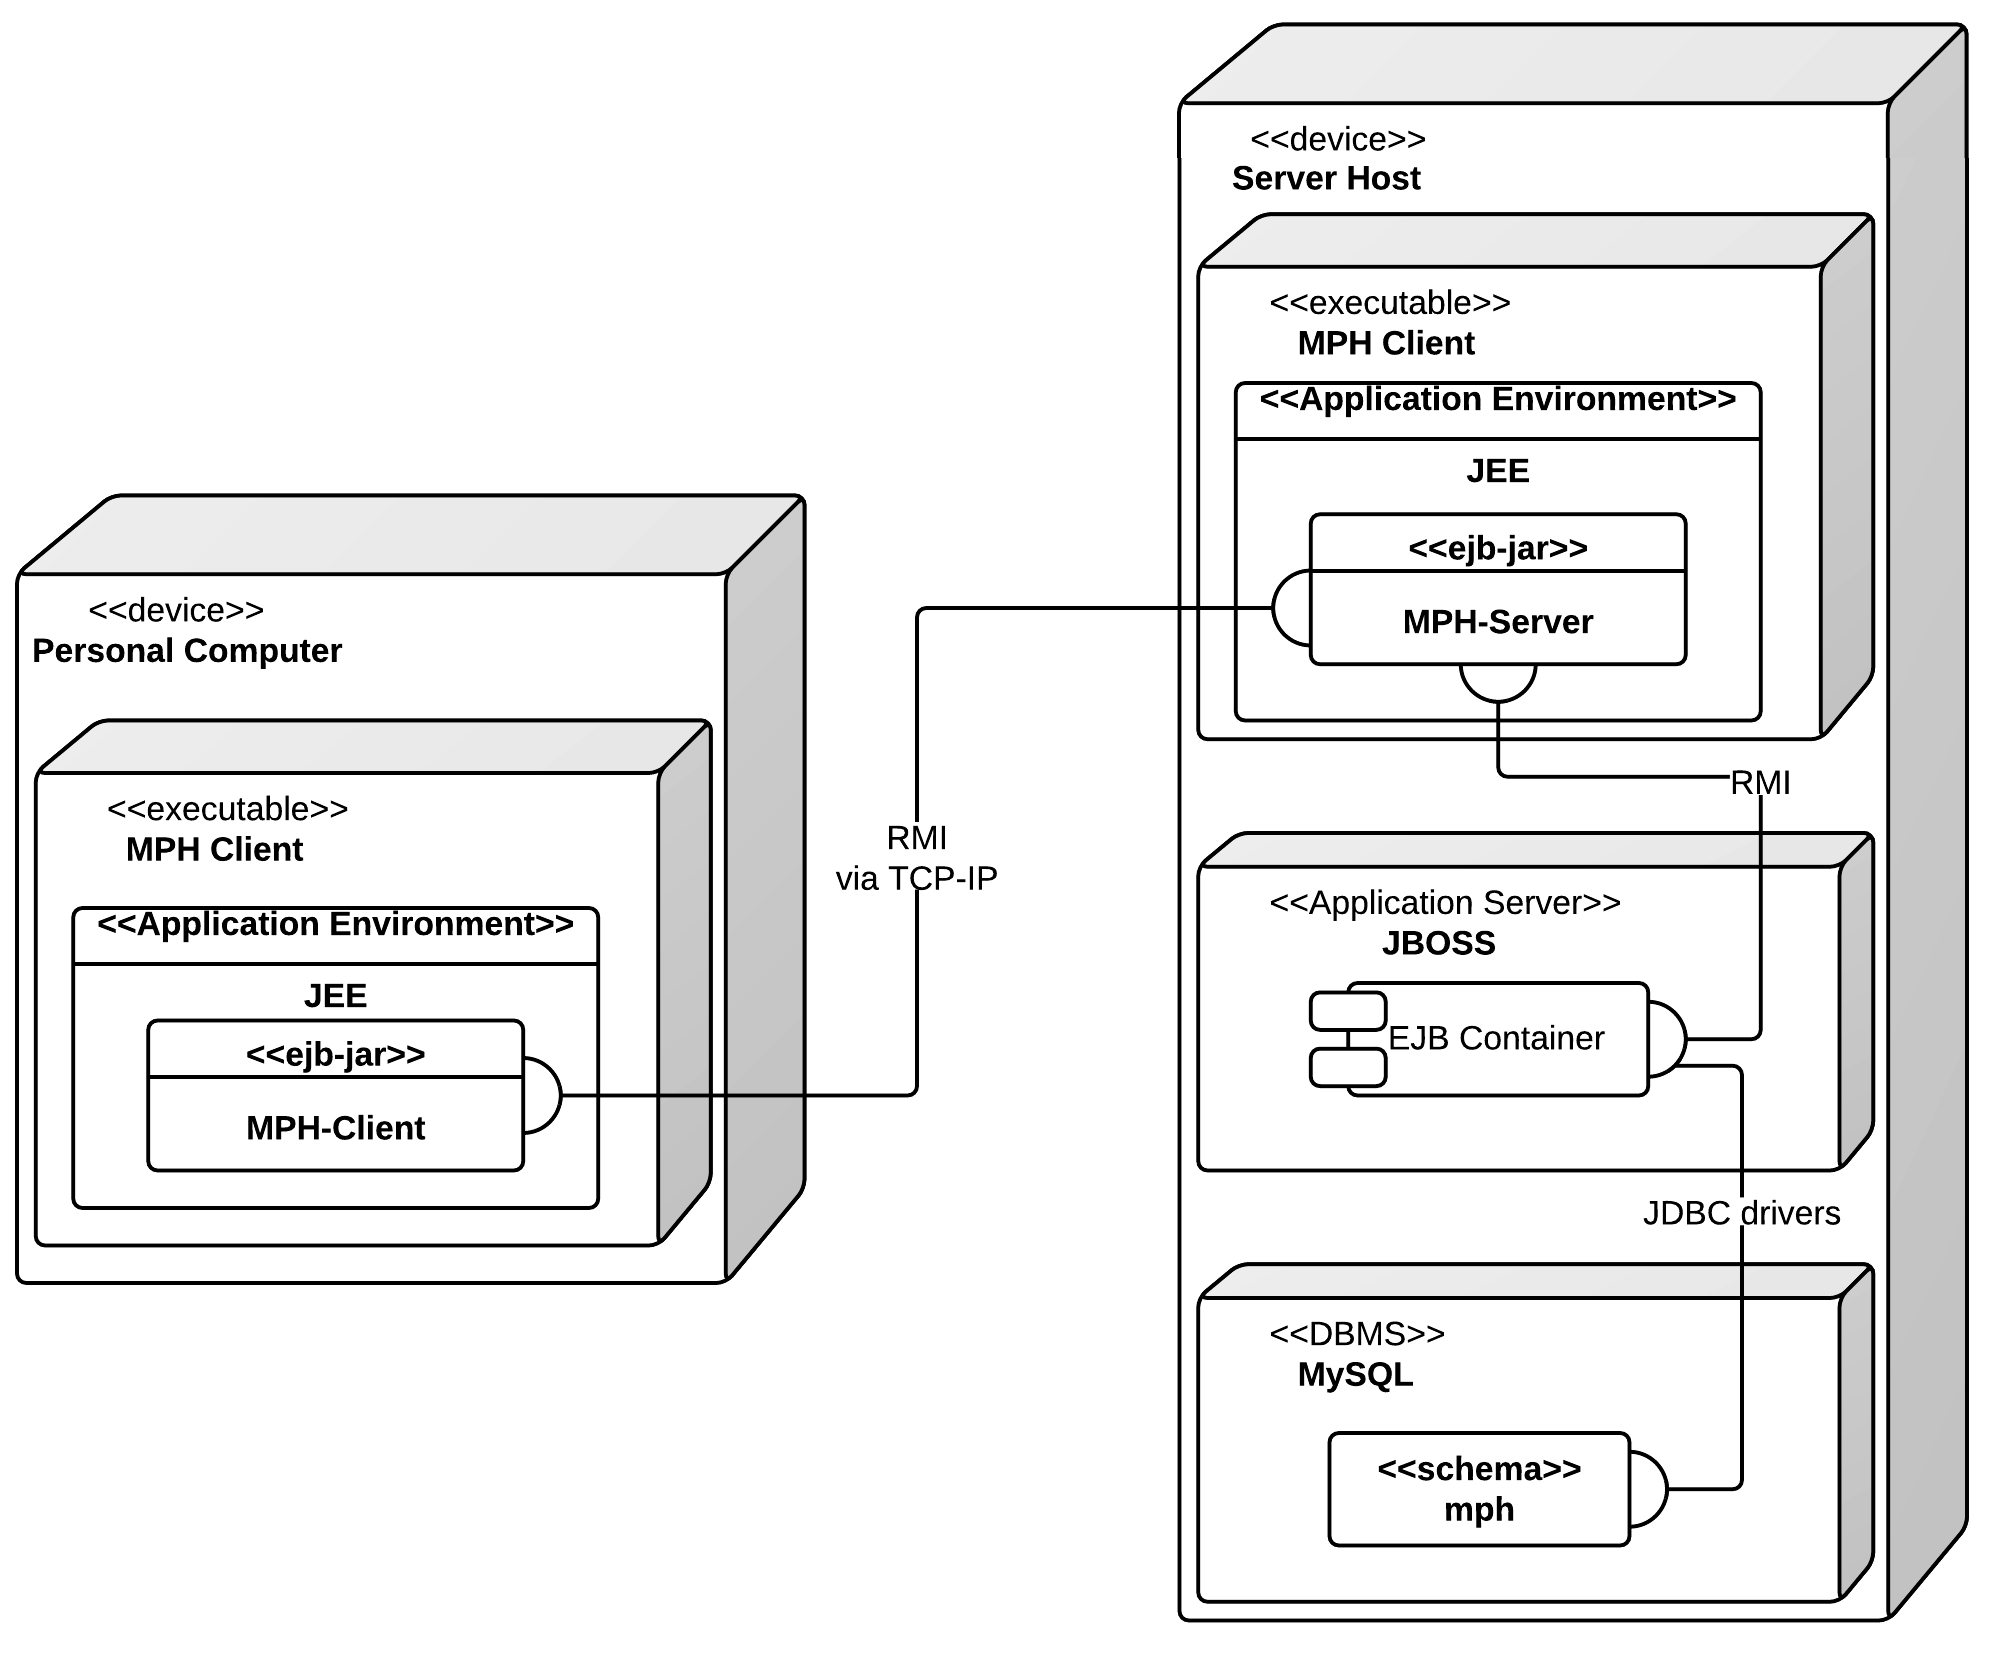 <<device>>
Personal Computer
<<executable>>
MPH Client
<<Application Environment>>
JEE
<<ejb-jar>>
MPH-Client
RMI
via TCP-IP
<<device>>
Server Host
<<executable>>
MPH Client
<<Application Environment>>
JEE
<<ejb-jar>>
MPH-Server
RMI
<<Application Server>>
JBOSS
EJB Container
JDBC drivers
<<DBMS>>
MySQL
<<schema>>
mph